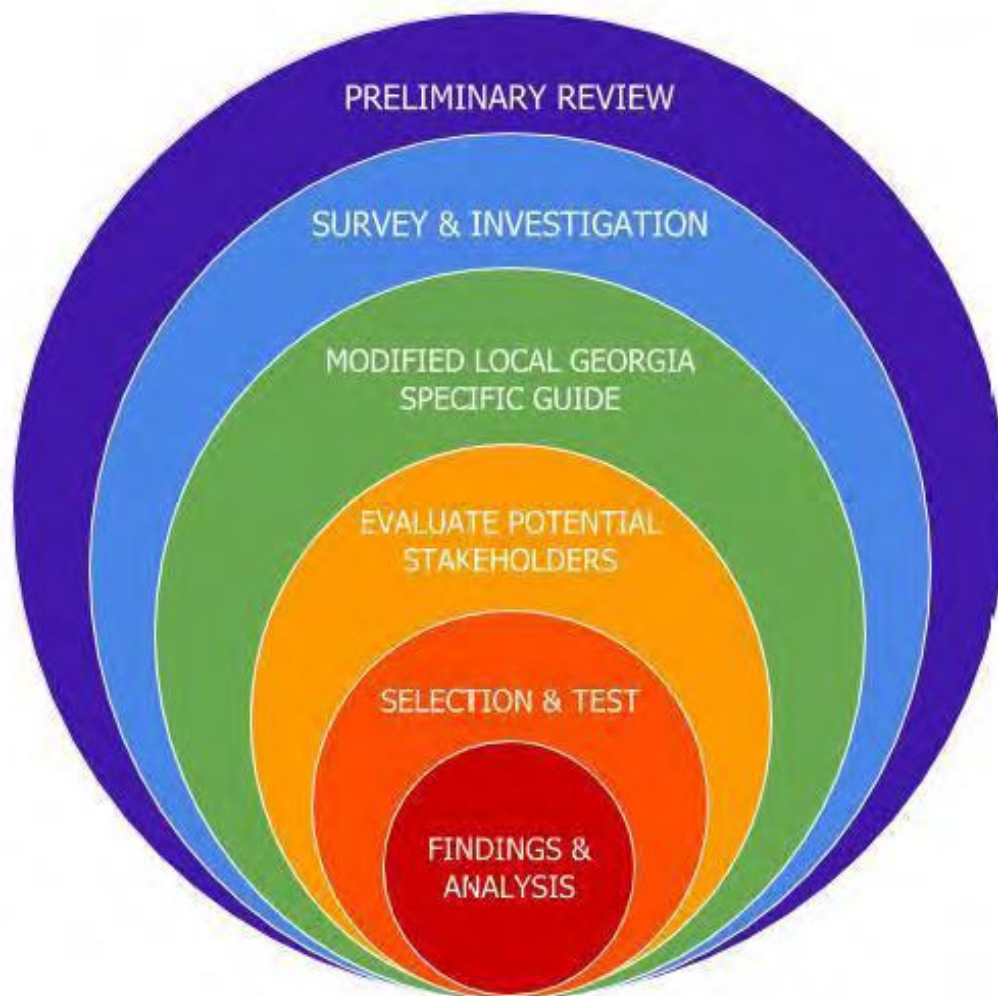 PRELIMINARY REVIEW
SURVEY & INVESTIGATION
MODIFIED LOCAL GEORGIA
SPECIFIC GUIDE
EVALUATE POTENTIAL
STAKEHOLDERS
SELECTION & TEST
FINDINGS &
ANALYSIS